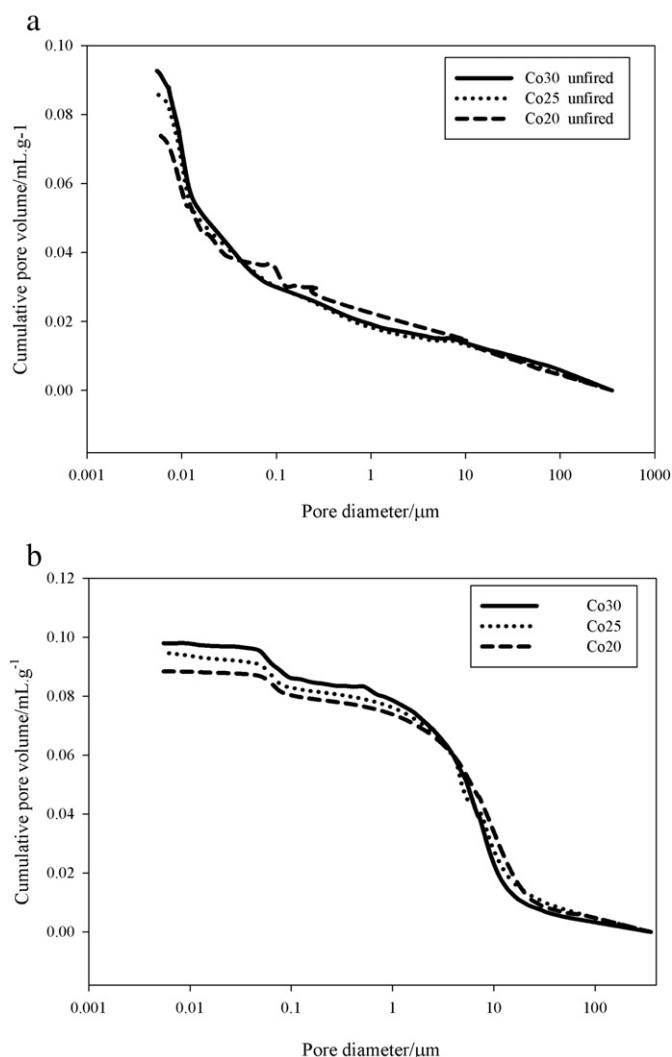 a
0.10
0.08
0.06
0.04
0.02
0.00
Cumulative pore volume/mL.g-1
Co30 unfired
Co25 unfired
Co20 unfired
0.001 0.01 0.1 1 10 100 1000
Pore diameter/μm
b
0.12
0.10
0.08
0.06
0.04
0.02
0.00
Cumulative pore volume/mL.g⁻¹
Co30
Co25
Co20
0.001 0.01 0.1 1 10 100
Pore diameter/μm